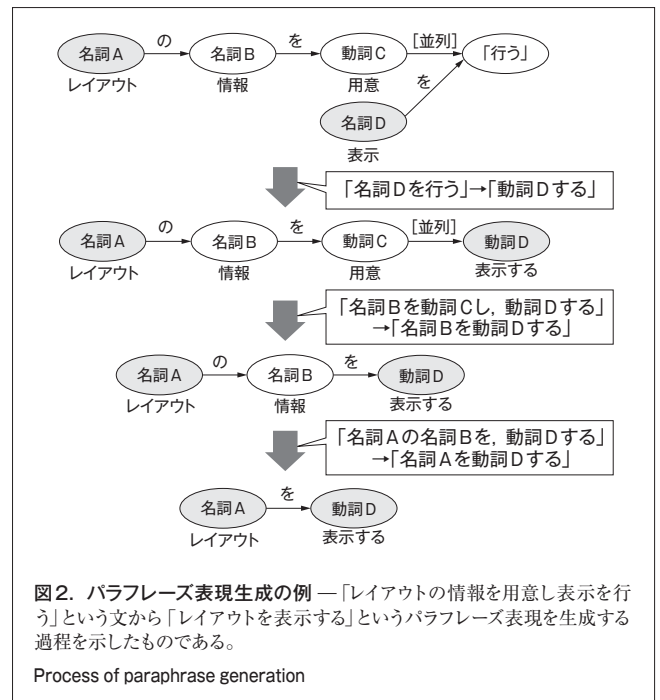 名詞A の 名詞B を 動詞C [並列] 「行う」
レイアウト 情報 用意 を
名詞D
表示
「名詞Dを行う」→「動詞Dする」
名詞A の 名詞B を 動詞C [並列] 動詞D
レイアウト 情報 用意 表示する
「名詞Bを動詞Cし，動詞Dする」
→「名詞Bを動詞Dする」
名詞A の 名詞B を 動詞D
レイアウト 情報 表示する
「名詞Aの名詞Bを，動詞Dする」
→「名詞Aを動詞Dする」
名詞A を 動詞D
レイアウト 表示する
図2．パラフレーズ表現生成の例 ―「レイアウトの情報を用意し表示を行
う」という文から「レイアウトを表示する」というパラフレーズ表現を生成する
過程を示したものである。
Process of paraphrase generation